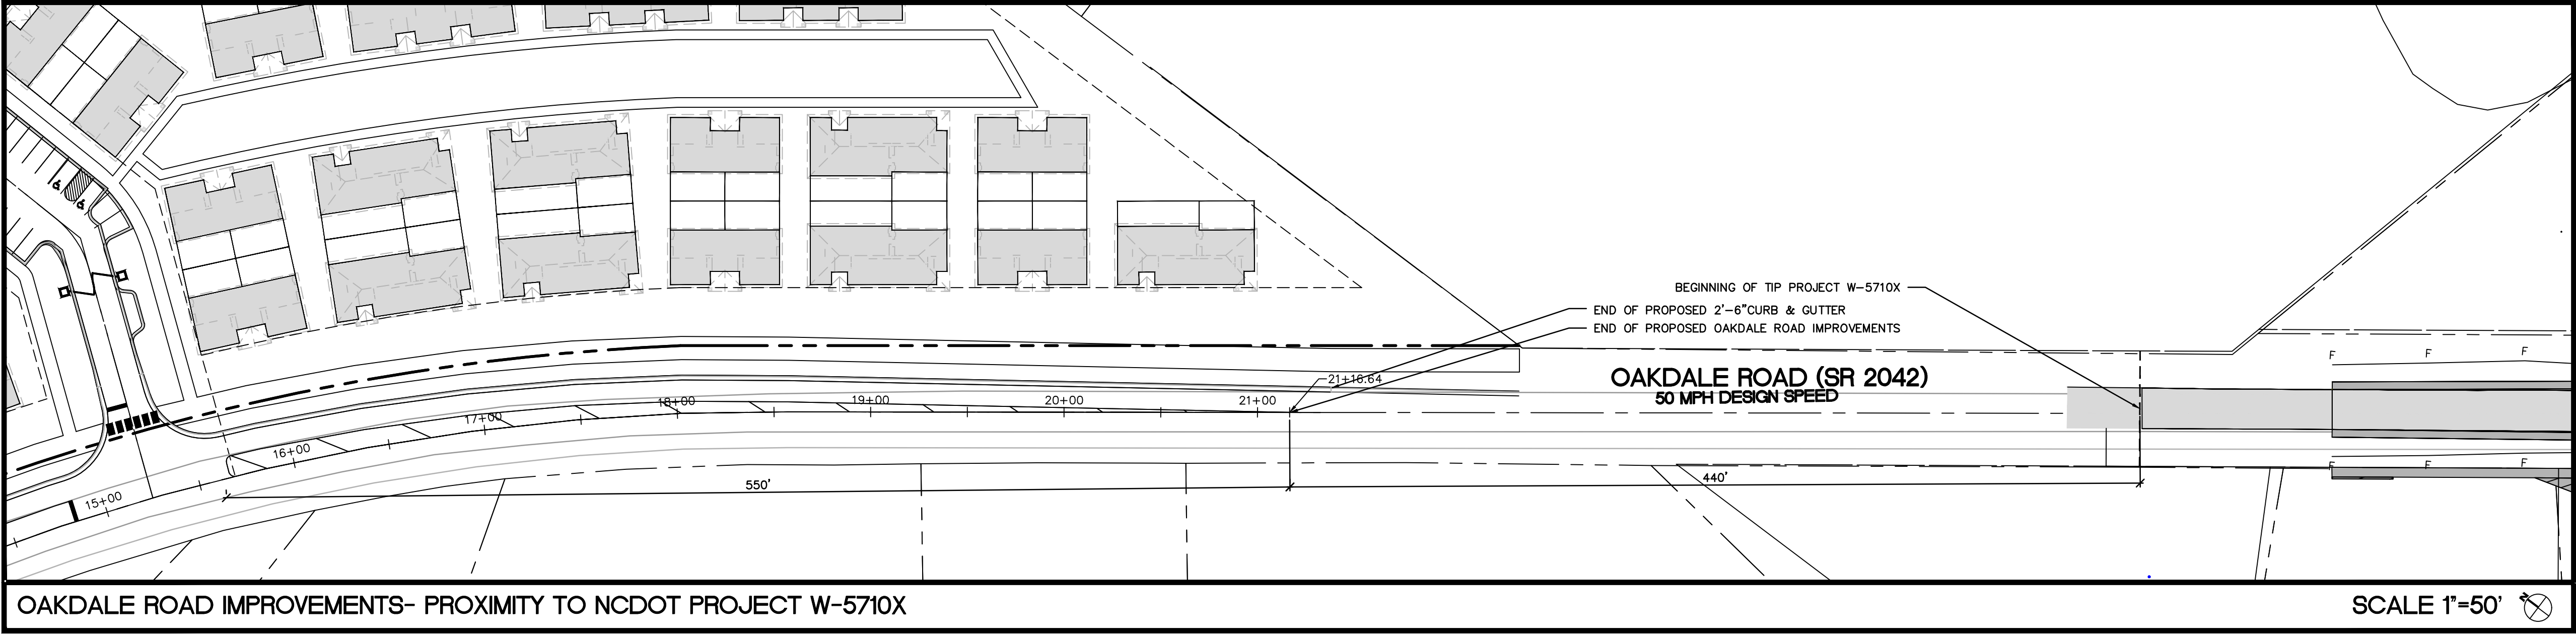 BEGINNING OF TIP PROJECT W-5710X
END OF PROPOSED 2'-6"CURB & GUTTER
END OF PROPOSED OAKDALE ROAD IMPROVEMENTS
OAKDALE ROAD (SR 2042)
50 MPH DESIGN SPEED
21+16.64
15+00
16+00
17+00
18+00
19+00
20+00
21+00
F
F
F
F
F
F
550'
440'
OAKDALE ROAD IMPROVEMENTS- PROXIMITY TO NCDOT PROJECT W-5710X
SCALE 1"=50'
N